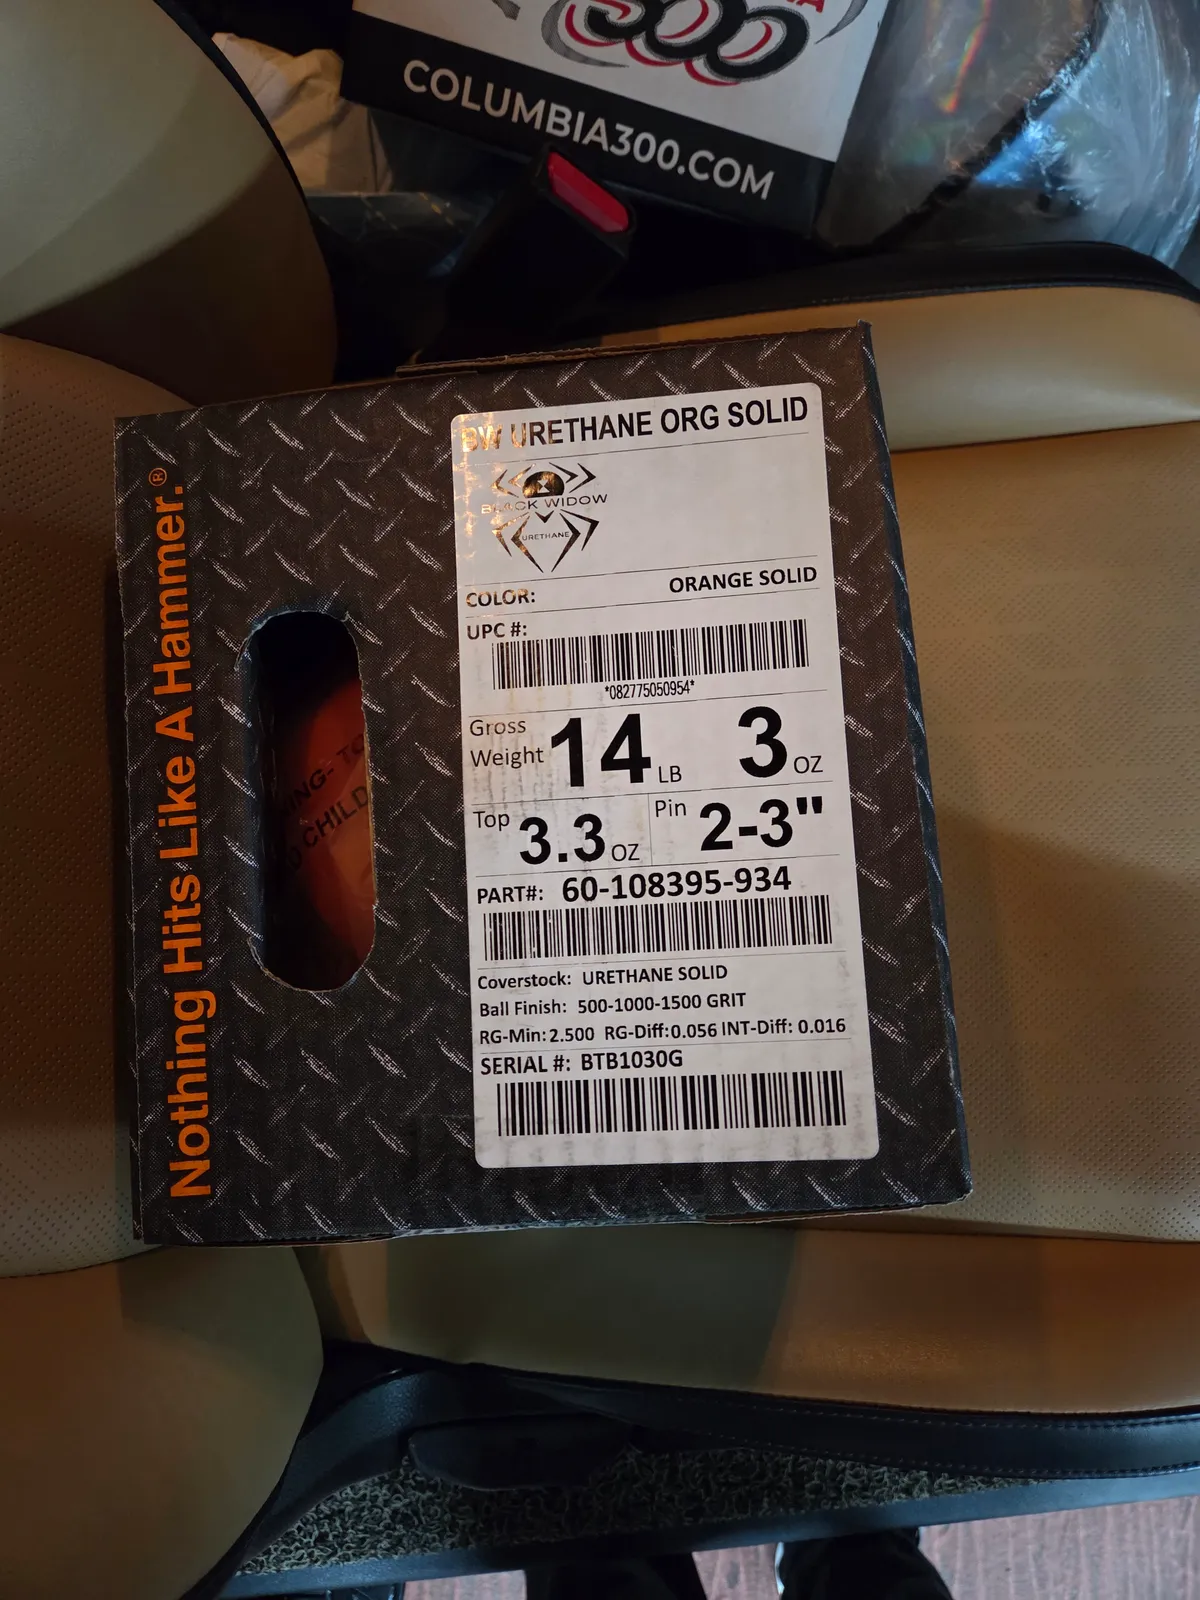 300
COLUMBIA300.COM
Nothing Hits Like A Hammer.®
BW URETHANE ORG SOLID
BLACK WIDOW
URETHANE
COLOR: ORANGE SOLID
UPC #:
*082775050954*
Gross Weight 14 LB 3 OZ
Top 3.3 OZ Pin 2-3"
PART#: 60-108395-934
Coverstock: URETHANE SOLID
Ball Finish: 500-1000-1500 GRIT
RG-Min: 2.500 RG-Diff: 0.056 INT-Diff: 0.016
SERIAL #: BTB1030G